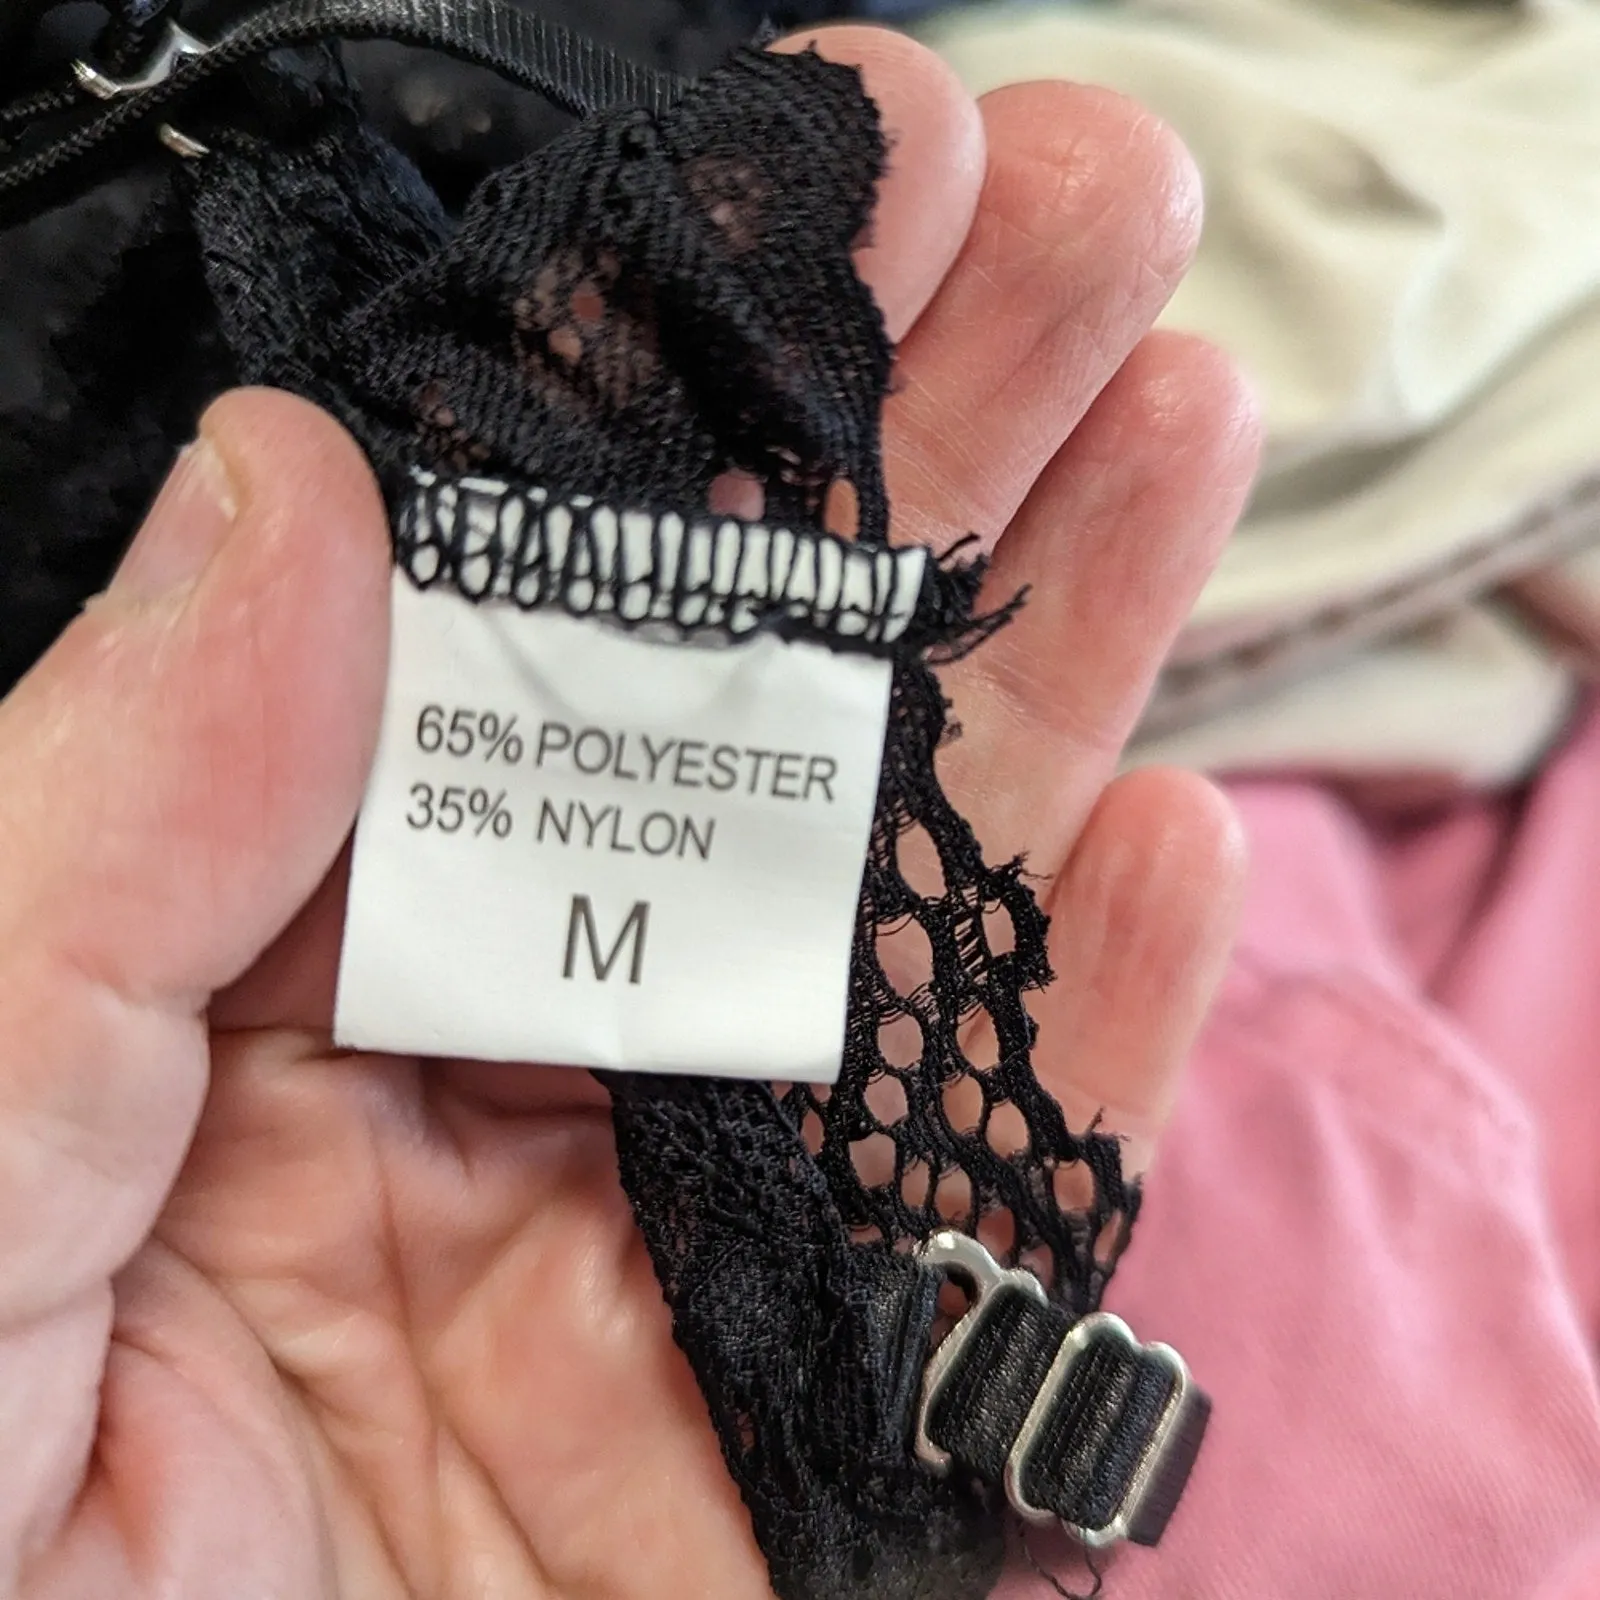 65% POLYESTER
35% NYLON
M